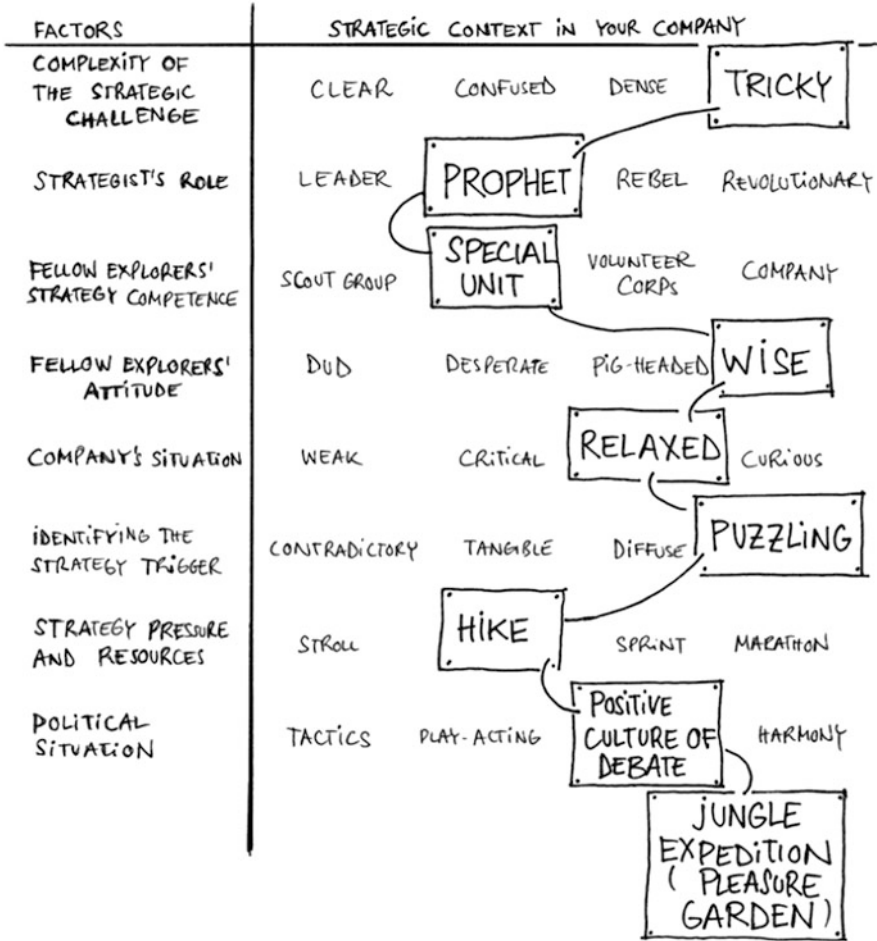 FACTORS
STRATEGIC CONTEXT IN YOUR COMPANY
COMPLEXITY OF
THE STRATEGIC
CHALLENGE
CLEAR CONFUSED DENSE TRICKY
STRATEGIST'S ROLE
LEADER PROPHET REBEL REVOLUTIONARY
FELLOW EXPLORERS'
STRATEGY COMPETENCE
SCOUT GROUP
SPECIAL
UNIT
VOLUNTEER
CORPS
COMPANY
FELLOW EXPLORERS'
ATTITUDE
DUD DESPERATE PIG-HEADED WISE
COMPANY'S SITUATION
WEAK CRITICAL RELAXED CURIOUS
IDENTIFYING THE
STRATEGY TRIGGER
CONTRADICTORY TANGIBLE DIFFUSE PUZZLING
STRATEGY PRESSURE
AND RESOURCES
STROLL HIKE SPRINT MARATHON
POLITICAL
SITUATION
TACTICS PLAY-ACTING
POSITIVE
CULTURE OF
DEBATE
HARMONY
JUNGLE
EXPEDITION
(PLEASURE
GARDEN)